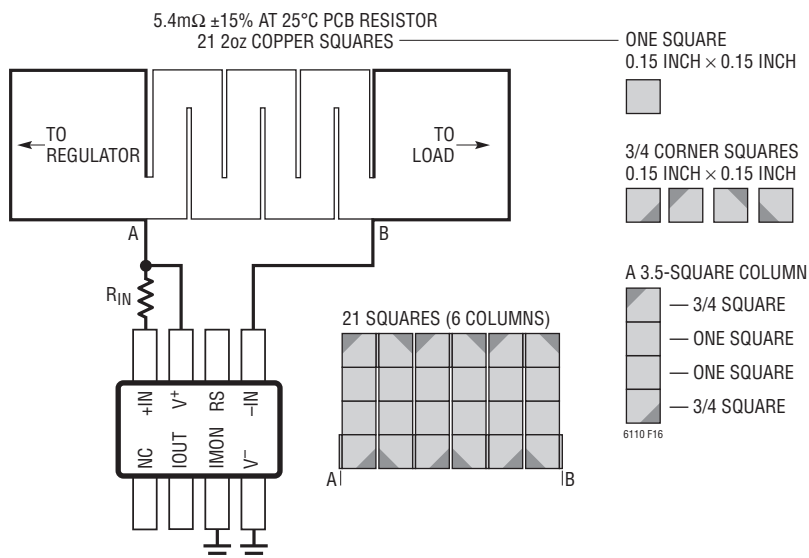 5.4mΩ ±15% AT 25°C PCB RESISTOR
21 2oz COPPER SQUARES
ONE SQUARE
0.15 INCH × 0.15 INCH
TO
REGULATOR
TO
LOAD
3/4 CORNER SQUARES
0.15 INCH × 0.15 INCH
A
B
RIN
A 3.5-SQUARE COLUMN
3/4 SQUARE
ONE SQUARE
ONE SQUARE
3/4 SQUARE
6110 F16
21 SQUARES (6 COLUMNS)
A
B
+IN
V+
RS
–IN
NC
IOUT
IMON
V–